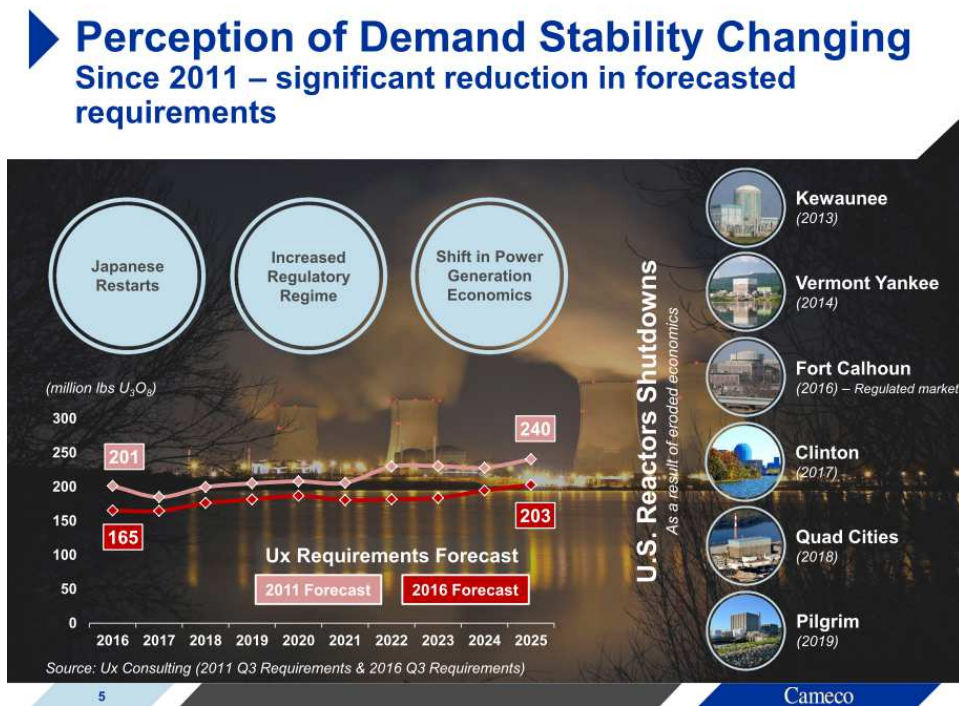 Perception of Demand Stability Changing
Since 2011 – significant reduction in forecasted
requirements
Japanese
Restarts
Increased
Regulatory
Regime
Shift in Power
Generation
Economics
(million lbs U₃O₈)
300
250
200
150
100
50
0
201
165
240
203
Ux Requirements Forecast
2011 Forecast
2016 Forecast
2016 2017 2018 2019 2020 2021 2022 2023 2024 2025
Source: Ux Consulting (2011 Q3 Requirements & 2016 Q3 Requirements)
U.S. Reactors Shutdowns
As a result of eroded economics
Kewaunee
(2013)
Vermont Yankee
(2014)
Fort Calhoun
(2016) – Regulated market
Clinton
(2017)
Quad Cities
(2018)
Pilgrim
(2019)
5
Cameco